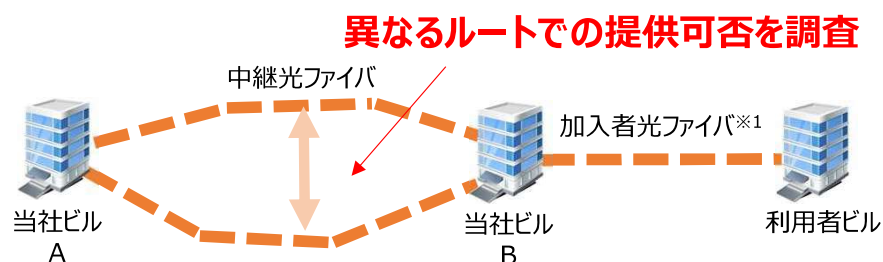 異なるルートでの提供可否を調査
中継光ファイバ
加入者光ファイバ※1
当社ビル
A
当社ビル
B
利用者ビル